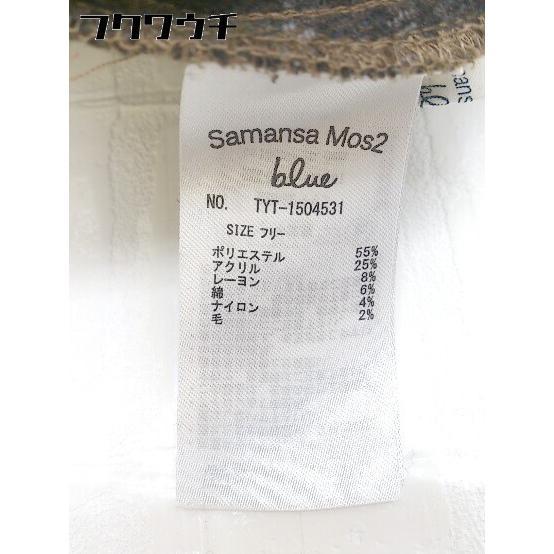 フクワウチ
Samansa Mos2
blue
NO. TYT-1504531
SIZE フリー
ポリエステル 55%
アクリル 25%
レーヨン 8%
綿 6%
ナイロン 4%
毛 2%
ans
bl